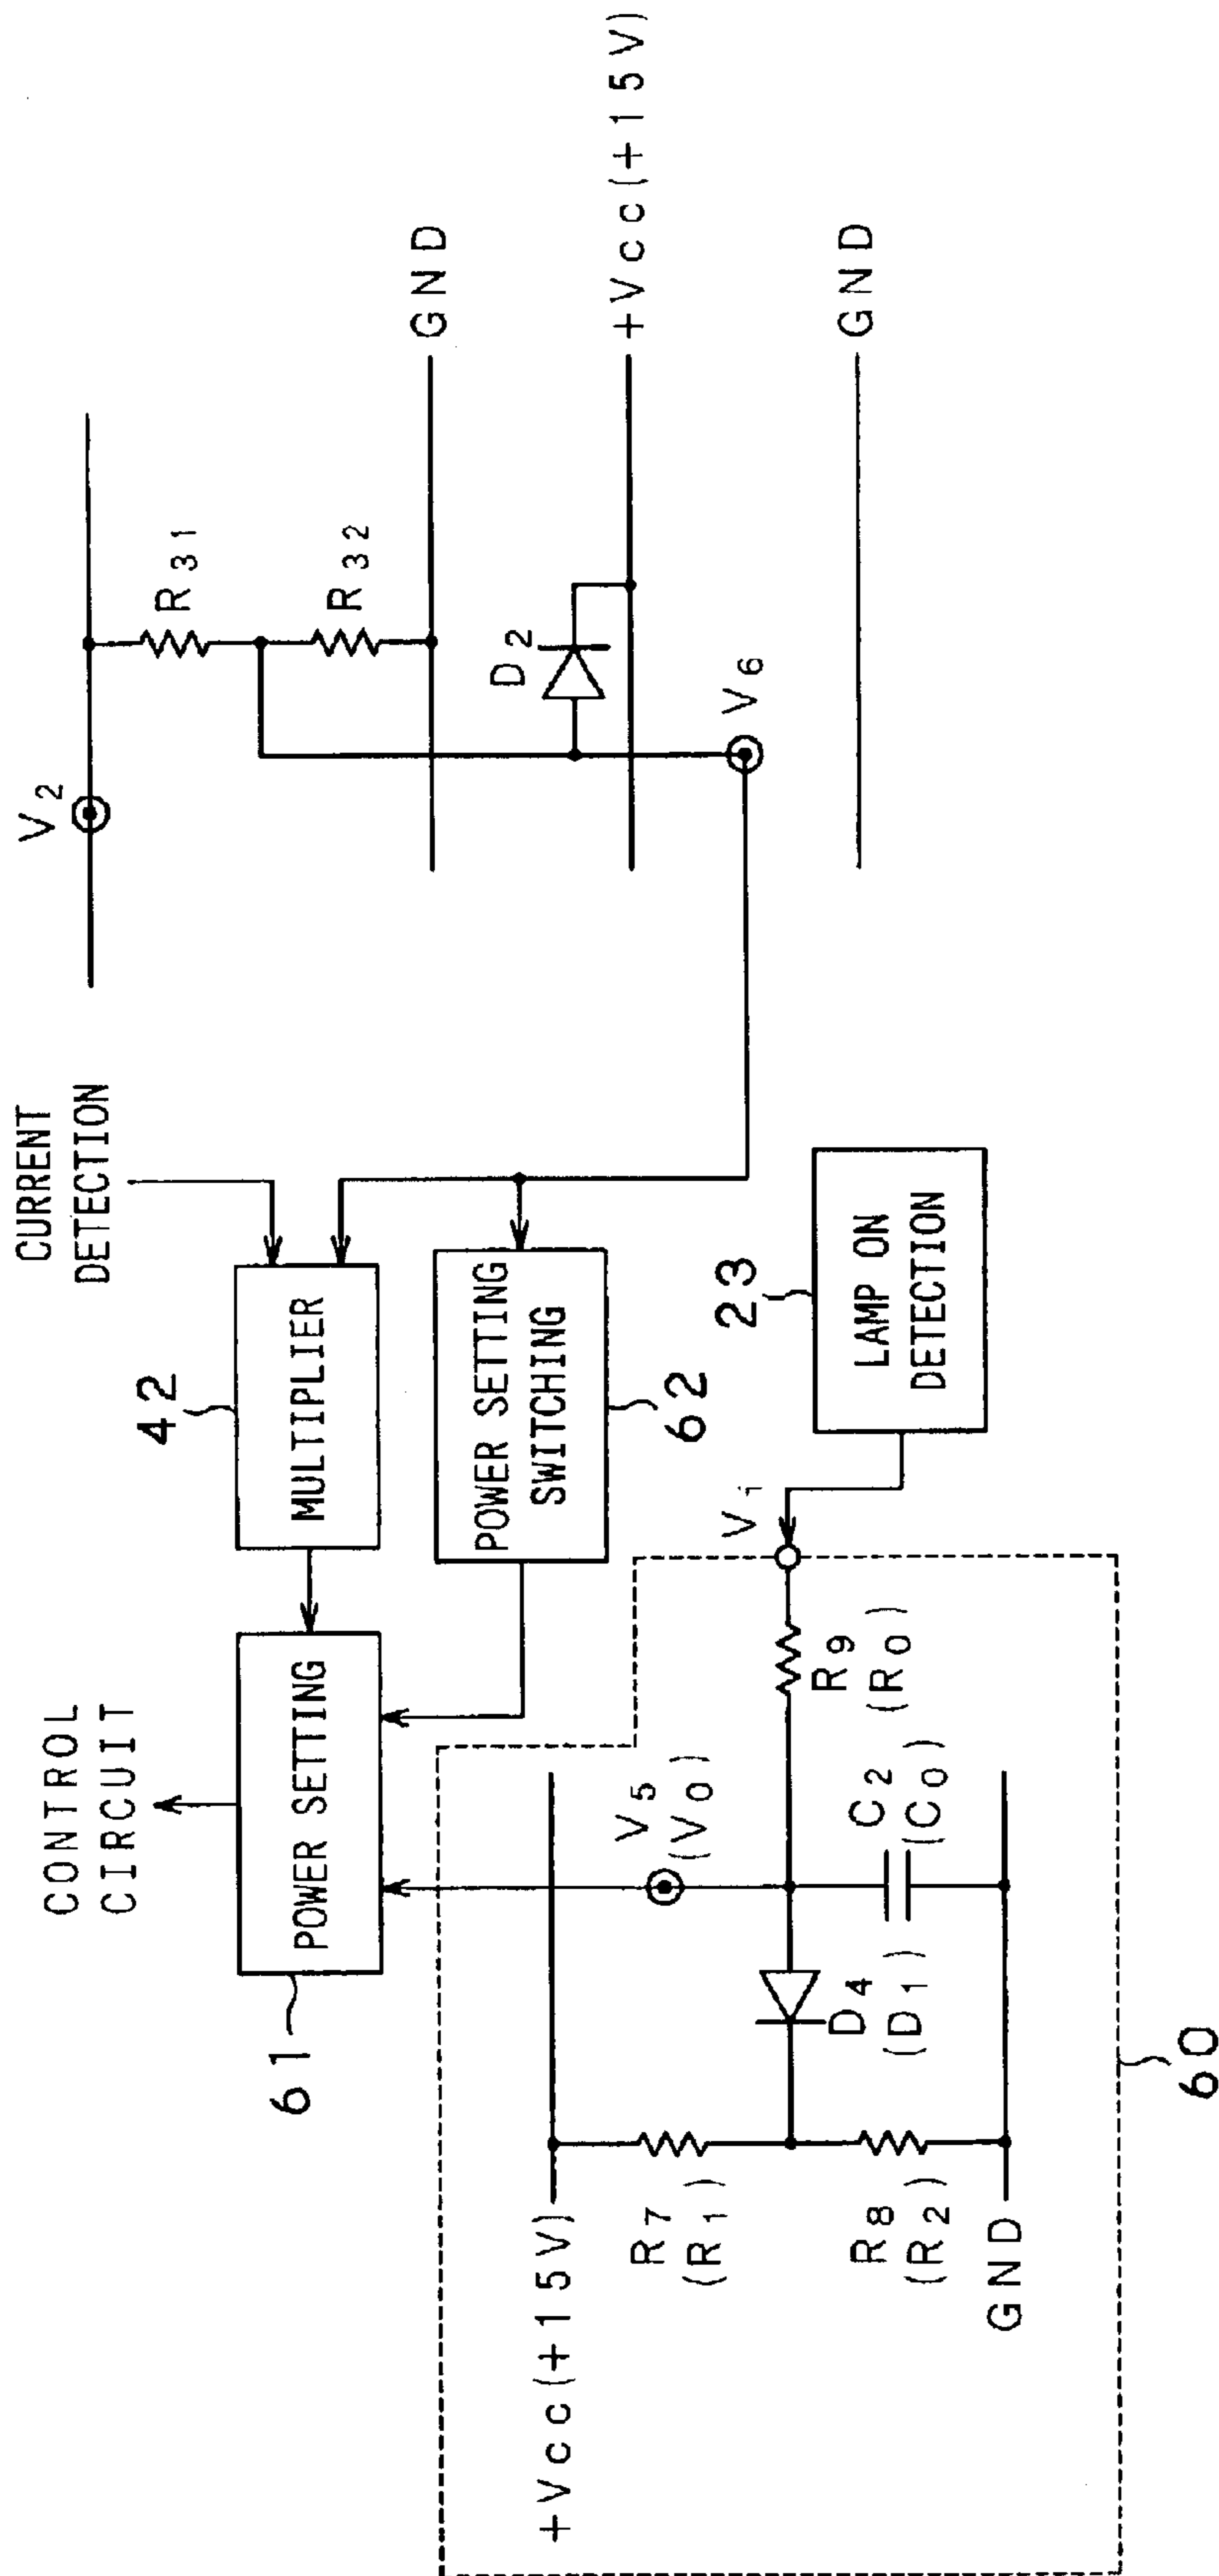 CONTROL
CIRCUIT
CURRENT
DETECTION
V2
61
POWER SETTING
42
MULTIPLIER
R31
R32
GND
POWER SETTING
SWITCHING
62
D2
+Vcc(+15V)
+Vcc(+15V)
V5
(V0)
V6
R7
(R1)
R9
(R0)
Vi
23
LAMP ON
DETECTION
GND
D4
(D1)
C2
(C0)
R8
(R2)
GND
60